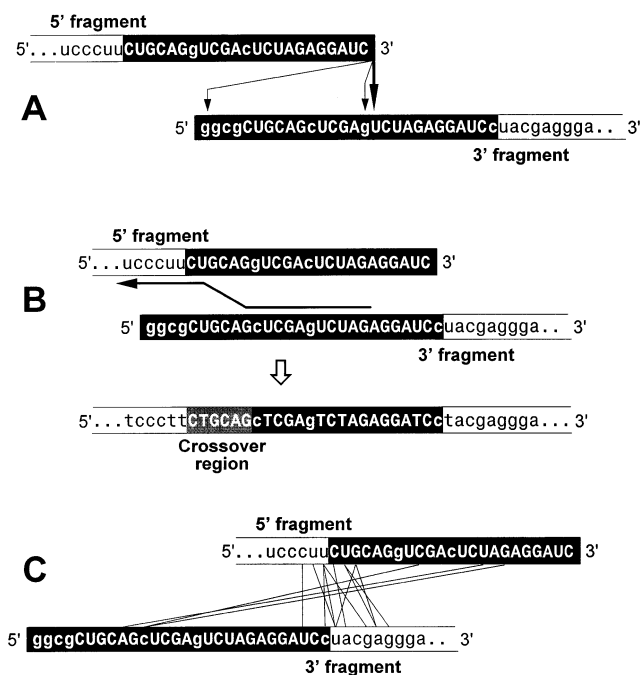 5’ fragment
5'...ucccuuCUGCAGgUCGAcUCUAGAGGAUC 3'
A
5' ggcgCUGCAGcUCGAgUCUAGAGGAUCcuacgaggga.. 3'
3’ fragment
5’ fragment
5'...ucccuuCUGCAGgUCGAcUCUAGAGGAUC 3'
B
5' ggcgCUGCAGcUCGAgUCUAGAGGAUCcuacgaggga.. 3'
3’ fragment
5'...tcccttCTGCAGcTCGAgTCTAGAGGATCctacgaggga... 3'
Crossover
region
5’ fragment
5'...ucccuuCUGCAGgUCGAcUCUAGAGGAUC 3'
C
5' ggcgCUGCAGcUCGAgUCUAGAGGAUCcuacgaggga.. 3'
3’ fragment